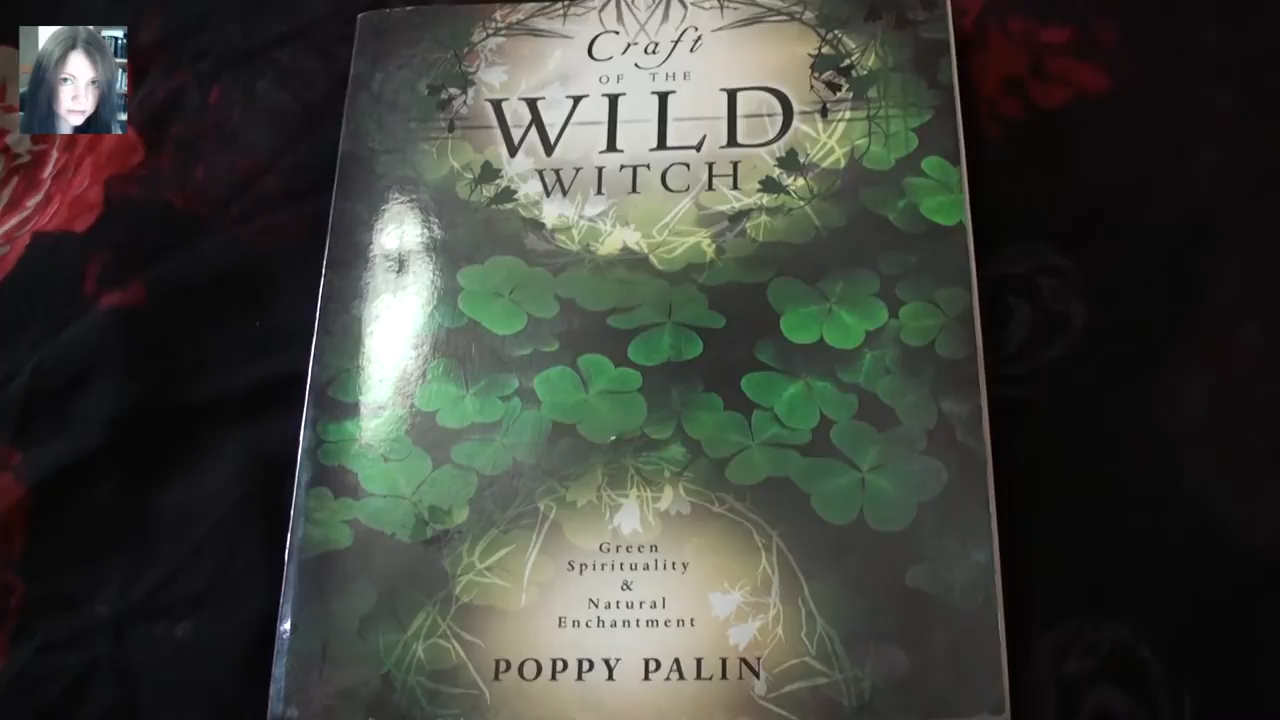 Craft
OF THE
WILD
WITCH
Green
Spirituality
&
Natural
Enchantment
POPPY PALIN